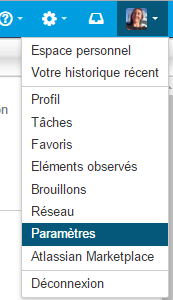 Espace personnel
Votre historique récent
Profil
Tâches
Favoris
Eléments observés
Brouillons
Réseau
Paramètres
Atlassian Marketplace
Déconnexion